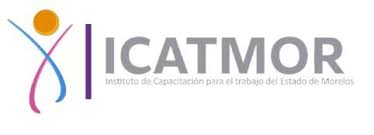 ICATMOR
Instituto de Capacitación para el trabajo del Estado de Morelos